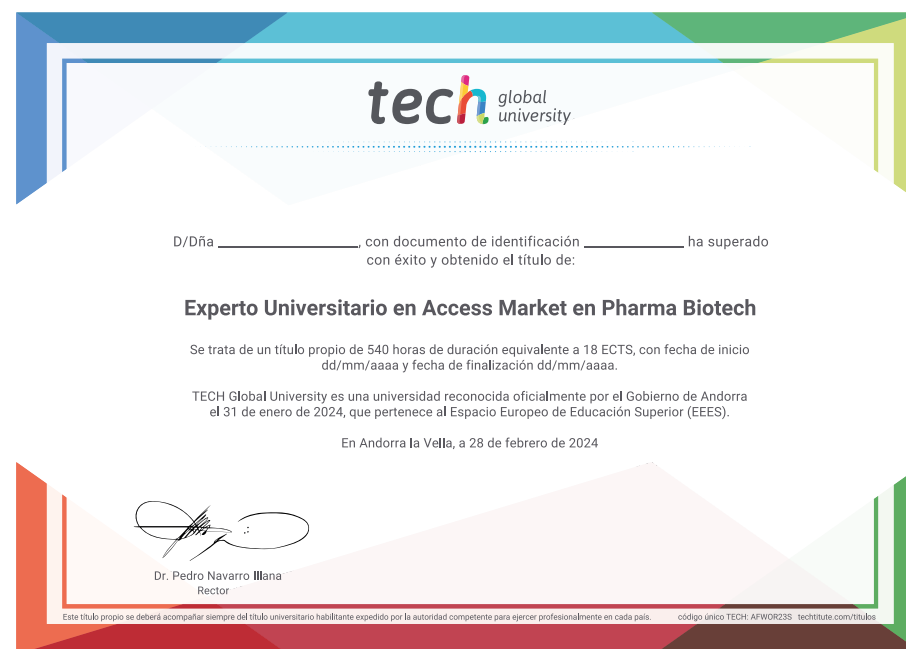 tech global
university
D/Dña ____________________, con documento de identificación ______________ ha superado
con éxito y obtenido el título de:
Experto Universitario en Access Market en Pharma Biotech
Se trata de un título propio de 540 horas de duración equivalente a 18 ECTS, con fecha de inicio
dd/mm/aaaa y fecha de finalización dd/mm/aaaa.
TECH Global University es una universidad reconocida oficialmente por el Gobierno de Andorra
el 31 de enero de 2024, que pertenece al Espacio Europeo de Educación Superior (EEES).
En Andorra la Vella, a 28 de febrero de 2024
Dr. Pedro Navarro Illana
Rector
Este título propio se deberá acompañar siempre del título universitario habilitante expedido por la autoridad competente para ejercer profesionalmente en cada país. código único TECH: AFWOR23S techtitute.com/titulos